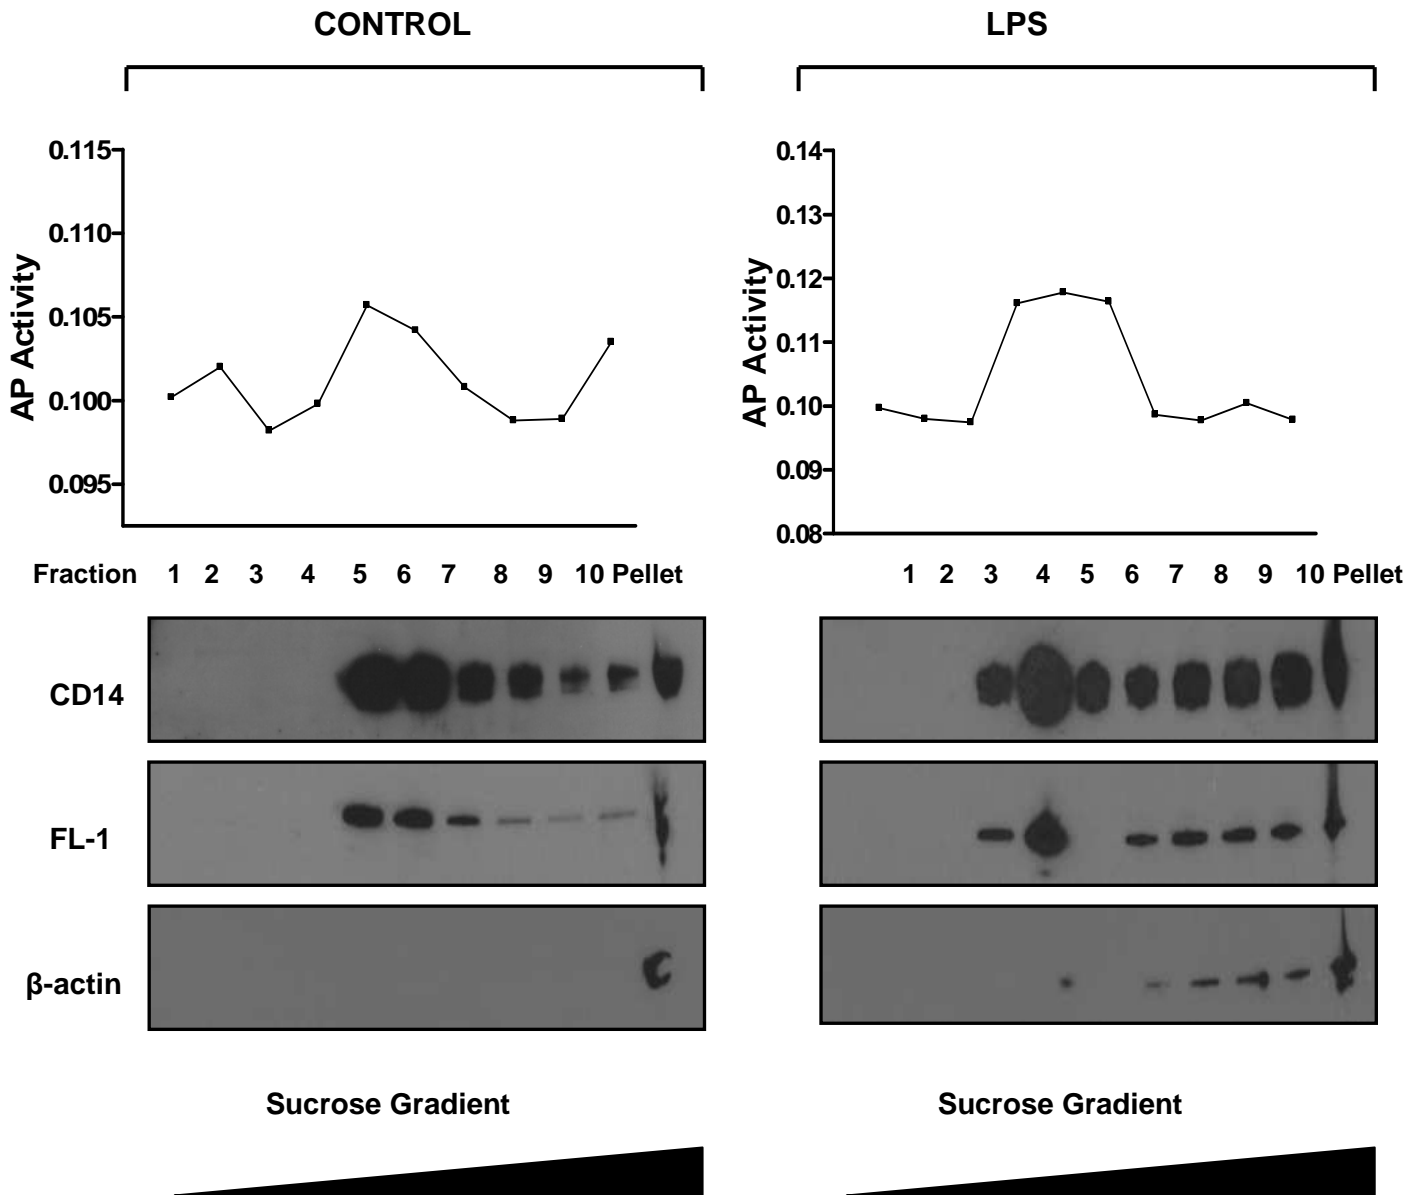 CONTROL
LPS
0.115
0.110
0.105
0.100
0.095
AP Activity
0.14
0.13
0.12
0.11
0.10
0.09
0.08
AP Activity
Fraction 1 2 3 4 5 6 7 8 9 10 Pellet
1 2 3 4 5 6 7 8 9 10 Pellet
CD14
FL-1
β-actin
Sucrose Gradient
Sucrose Gradient